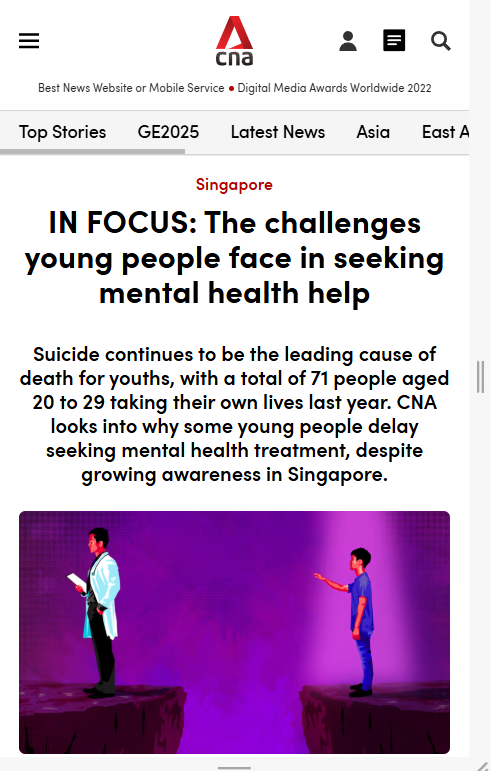 cna
Best News Website or Mobile Service • Digital Media Awards Worldwide 2022
Top Stories GE2025 Latest News Asia East A
Singapore
IN FOCUS: The challenges
young people face in seeking
mental health help
Suicide continues to be the leading cause of
death for youths, with a total of 71 people aged
20 to 29 taking their own lives last year. CNA
looks into why some young people delay
seeking mental health treatment, despite
growing awareness in Singapore.